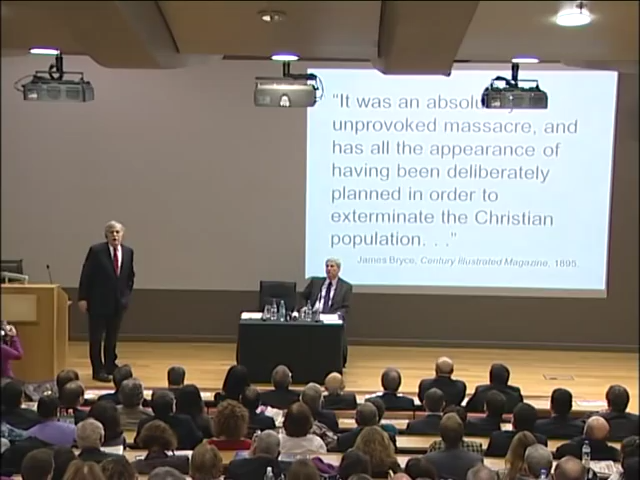 "It was an
unprovoked massacre, and
has all the appearance of
having been deliberately
planned in order to
exterminate the Christian
population. . ."
James Bryce, Century Illustrated Magazine, 1895.